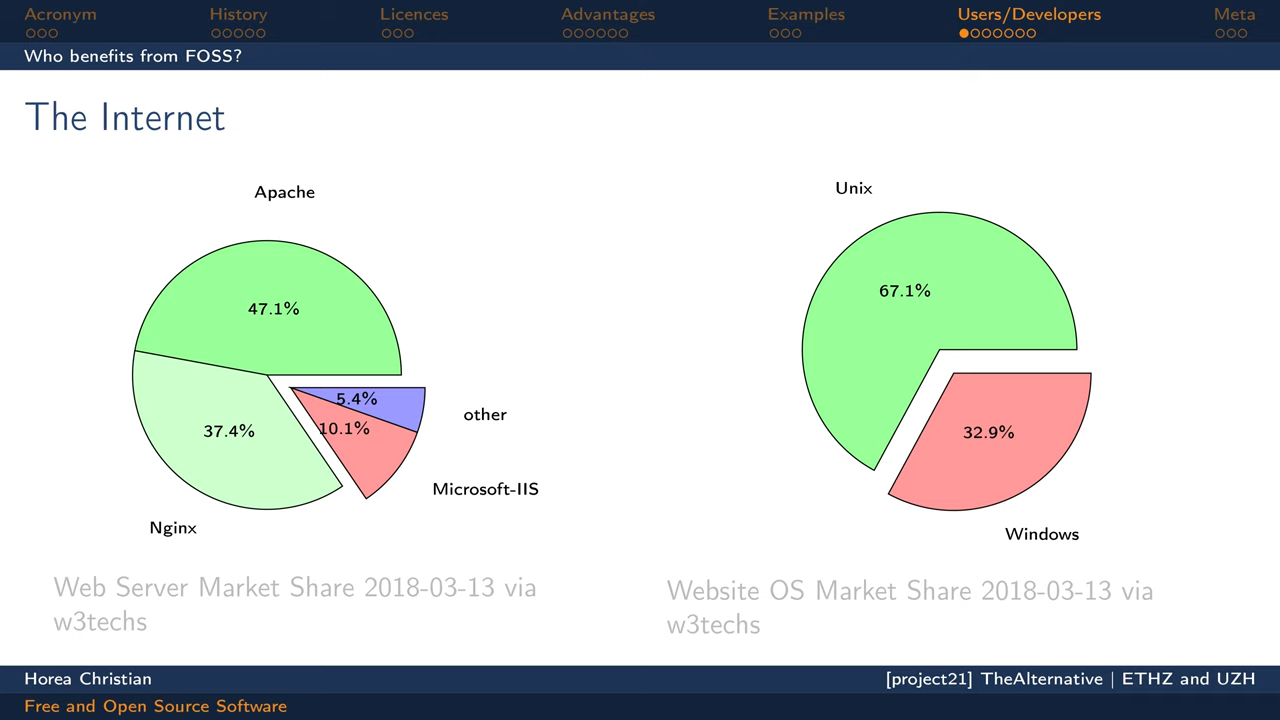 Acronym History Licences Advantages Examples Users/Developers Meta
Who benefits from FOSS?
The Internet
Apache
47.1%
37.4%
5.4%
10.1%
other
Microsoft-IIS
Nginx
Web Server Market Share 2018-03-13 via
w3techs
Unix
67.1%
32.9%
Windows
Website OS Market Share 2018-03-13 via
w3techs
Horea Christian [project21] TheAlternative | ETHZ and UZH
Free and Open Source Software